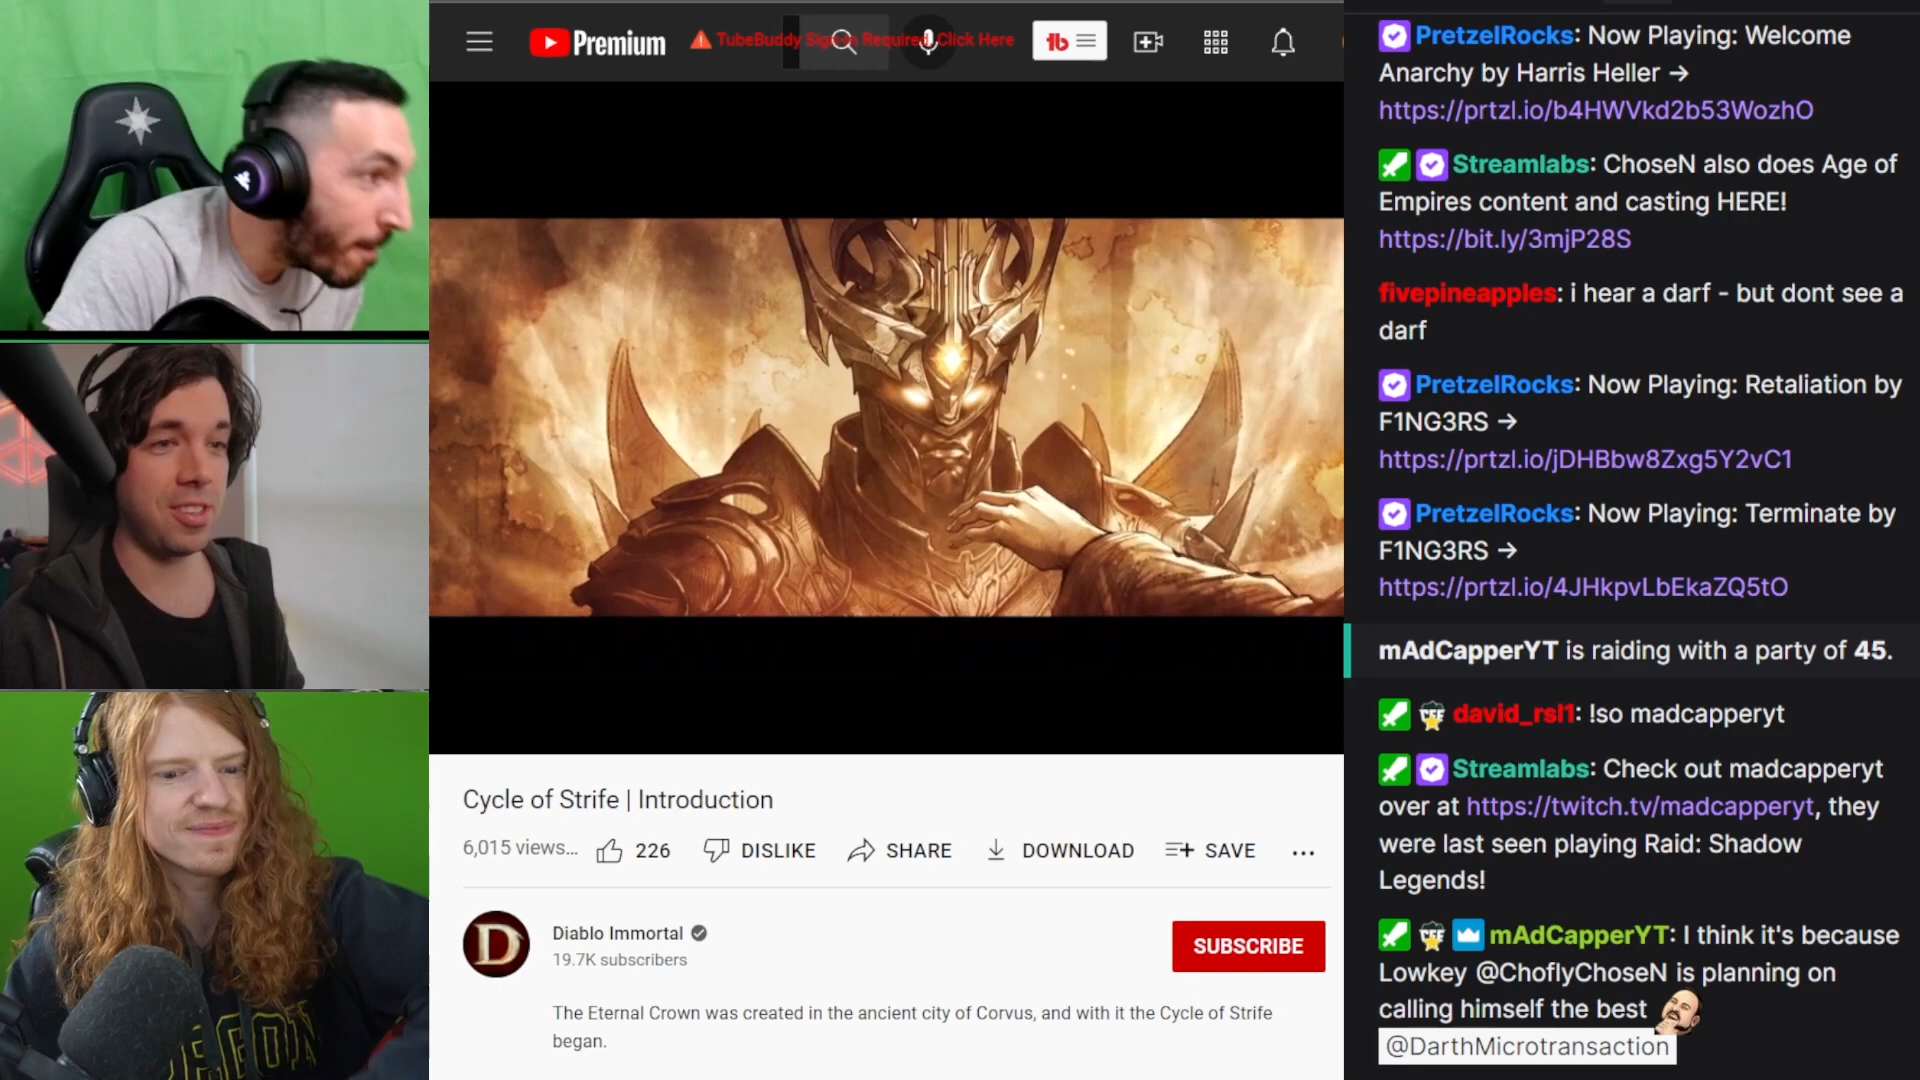 Premium
TubeBuddy Sign-in Required, Click Here
tb
Cycle of Strife | Introduction
6,015 views...
226
DISLIKE
SHARE
DOWNLOAD
SAVE
...
D
Diablo Immortal
19.7K subscribers
SUBSCRIBE
The Eternal Crown was created in the ancient city of Corvus, and with it the Cycle of Strife
began.
PretzelRocks: Now Playing: Welcome
Anarchy by Harris Heller →
https://prtzl.io/b4HWVkd2b53WozhO
Streamlabs: ChoseN also does Age of
Empires content and casting HERE!
https://bit.ly/3mjP28S
fivepineapples: i hear a darf - but dont see a
darf
PretzelRocks: Now Playing: Retaliation by
F1NG3RS →
https://prtzl.io/jDHBbw8Zxg5Y2vC1
PretzelRocks: Now Playing: Terminate by
F1NG3RS →
https://prtzl.io/4JHkpvLbEkaZQ5tO
mAdCapperYT is raiding with a party of 45.
david_rsl1: !so madcapperyt
Streamlabs: Check out madcapperyt
over at https://twitch.tv/madcapperyt, they
were last seen playing Raid: Shadow
Legends!
mAdCapperYT: I think it's because
Lowkey @ChoflyChoseN is planning on
calling himself the best
@DarthMicrotransaction